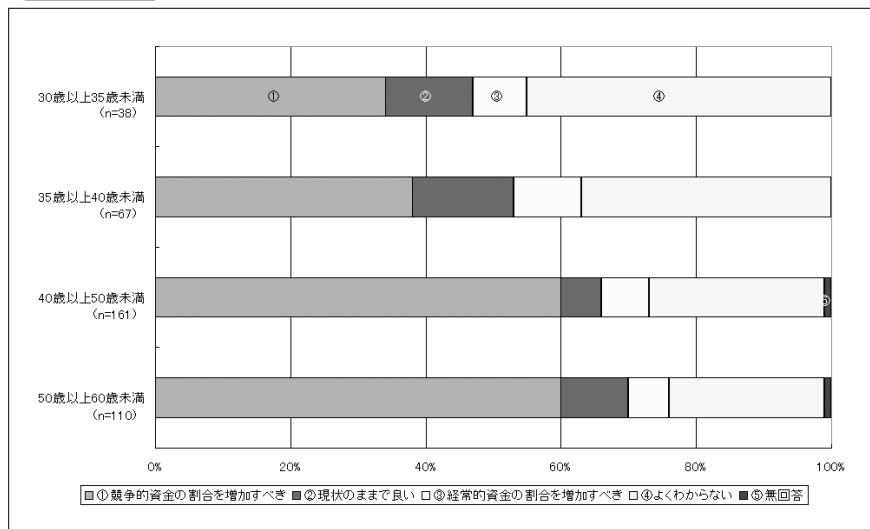 30歳以上35歳未満
(n=38)
① ② ③ ④
35歳以上40歳未満
(n=67)
40歳以上50歳未満
(n=161)
⑤
50歳以上60歳未満
(n=110)
0% 20% 40% 60% 80% 100%
①競争的資金の割合を増加すべき ②現状のままで良い ③経常的資金の割合を増加すべき ④よくわからない ⑤無回答